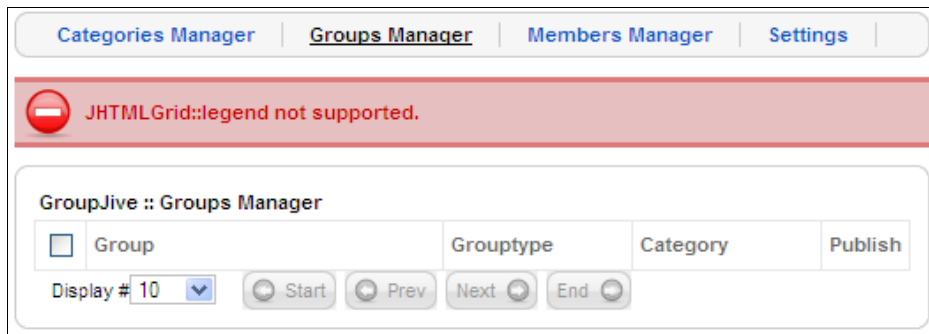 Categories Manager Groups Manager Members Manager Settings
JHTMLGrid::legend not supported.
GroupJive :: Groups Manager
Group Grouptype Category Publish
Display # 10 Start Prev Next End